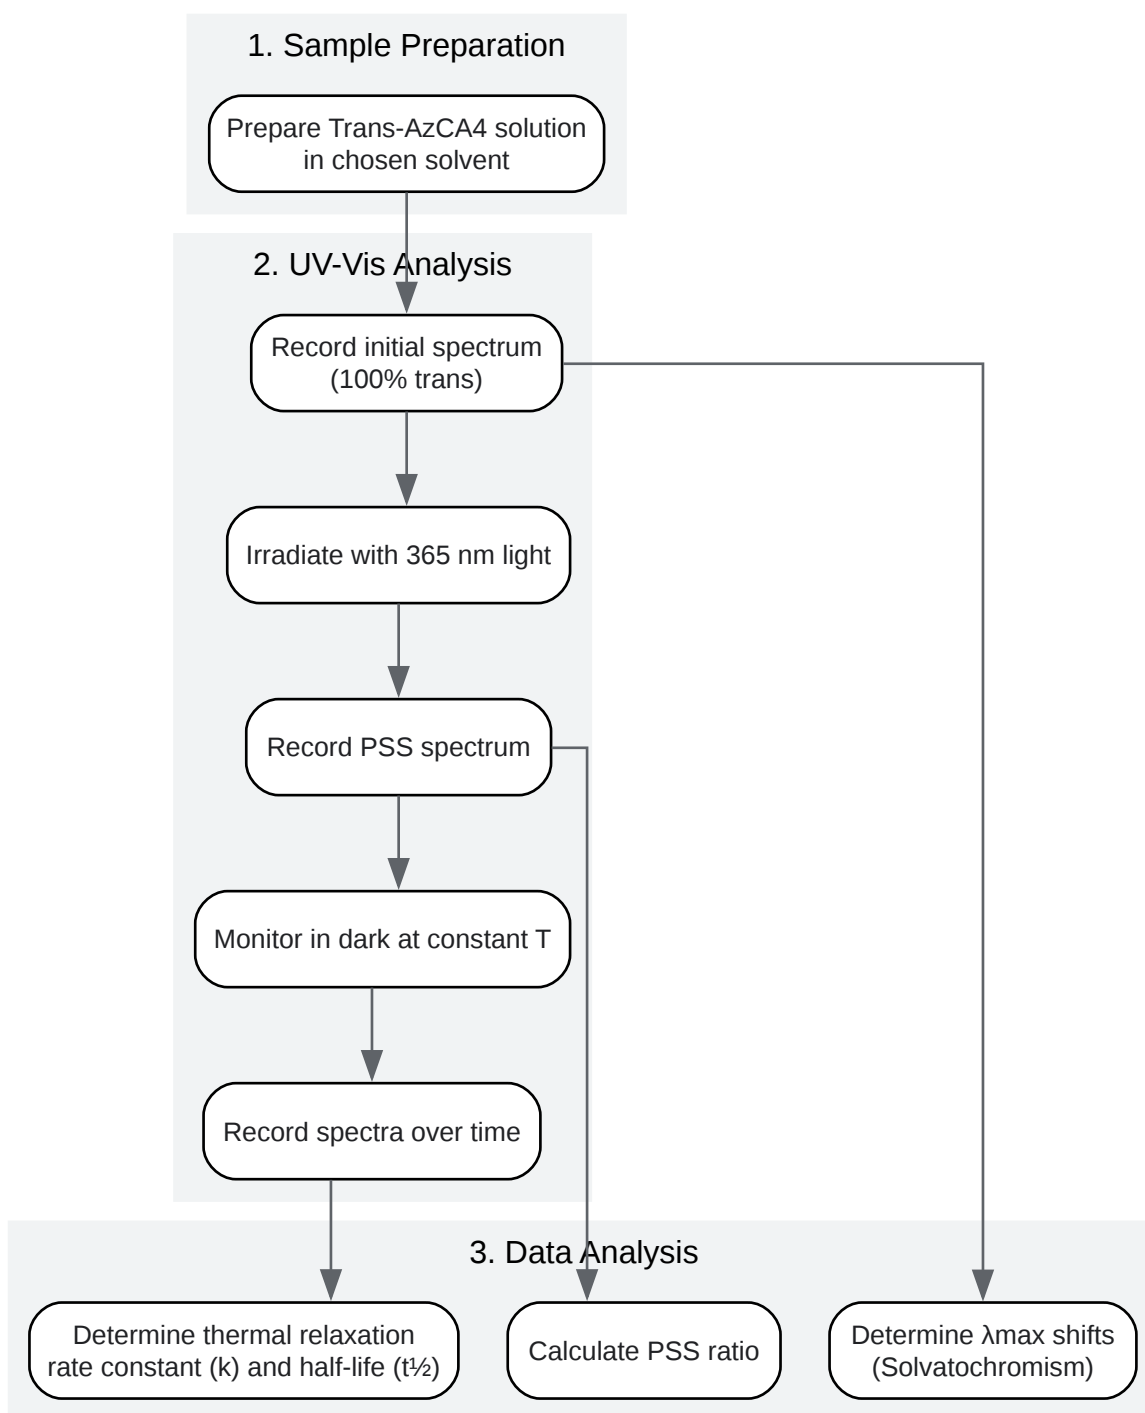 1. Sample Preparation
Prepare Trans-AzCA4 solution
in chosen solvent
2. UV-Vis Analysis
Record initial spectrum
(100% trans)
Irradiate with 365 nm light
Record PSS spectrum
Monitor in dark at constant T
Record spectra over time
3. Data Analysis
Determine thermal relaxation
rate constant (k) and half-life (t½)
Calculate PSS ratio
Determine λmax shifts
(Solvatochromism)